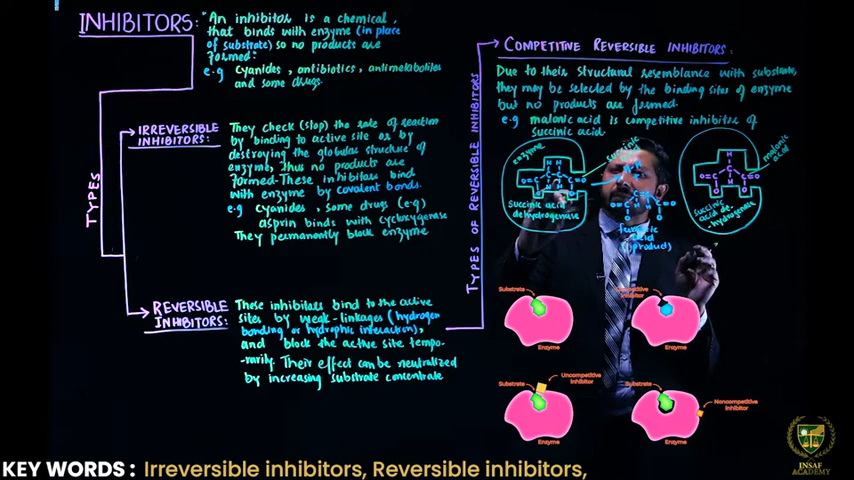 INHIBITORS:
"An inhibitor is a chemical,
that binds with enzyme (in place
of substrate) so no products are
formed."
e.g cyanides, antibiotics, antimetabolites
and some drugs.
TYPES
IRREVERSIBLE
INHIBITORS:
They check (stop) the rate of reaction
by binding to active site or by
destroying the globular structure of
enzyme, thus no products are
formed. These inhibitors bind
with enzyme by covalent bonds.
e.g cyanides, some drugs (e.g)
asprin binds with cycloxygenase
They permanently block enzyme
REVERSIBLE
INHIBITORS:
These inhibitors bind to the active
sites by weak-linkages (hydrogen
bonding or hydrophic interaction),
and block the active site tempo-
-rarily. Their effect can be neutralized
by increasing substrate concentrate
TYPES OF REVERSIBLE INHIBITORS
COMPETITIVE REVERSIBLE INHIBITORS.
Due to their structural resemblance with substrate,
they may be selected by the binding sites of enzyme
but no products are formed.
e.g malonic acid is competitive inhibitor of
succinic acid.
enzyme
succinic
Succinic acid
dehydrogenase
acid
(product)
malonic
acid
succinic
acid de-
-hydrogenase
Substrate
Enzyme
inhibitor
Enzyme
Substrate
Uncompetitive
inhibitor
Enzyme
Substrate
Noncompetitive
inhibitor
Enzyme
INSAF
ACADEMY
KEY WORDS : Irreversible inhibitors, Reversible inhibitors,